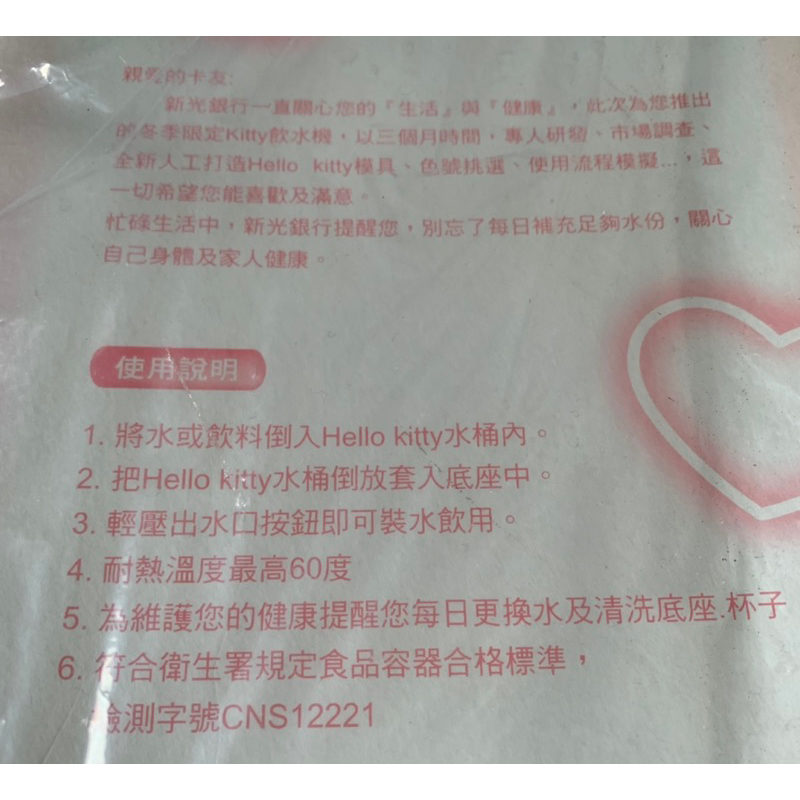 親愛的卡友:
新光銀行一直關心您的『生活』與『健康』，此次為您推出
的冬季限定Kitty飲水機，以三個月時間，專人研發、市場調查、
全新人工打造Hello kitty模具、色號挑選、使用流程模擬...，這
一切希望您能喜歡及滿意。
忙碌生活中，新光銀行提醒您，別忘了每日補充足夠水份，關心
自己身體及家人健康。
使用說明
1. 將水或飲料倒入Hello kitty水桶內。
2. 把Hello kitty水桶倒放套入底座中。
3. 輕壓出水口按鈕即可裝水飲用。
4. 耐熱溫度最高60度
5. 為維護您的健康提醒您每日更換水及清洗底座.杯子
6. 符合衛生署規定食品容器合格標準，
檢測字號CNS12221